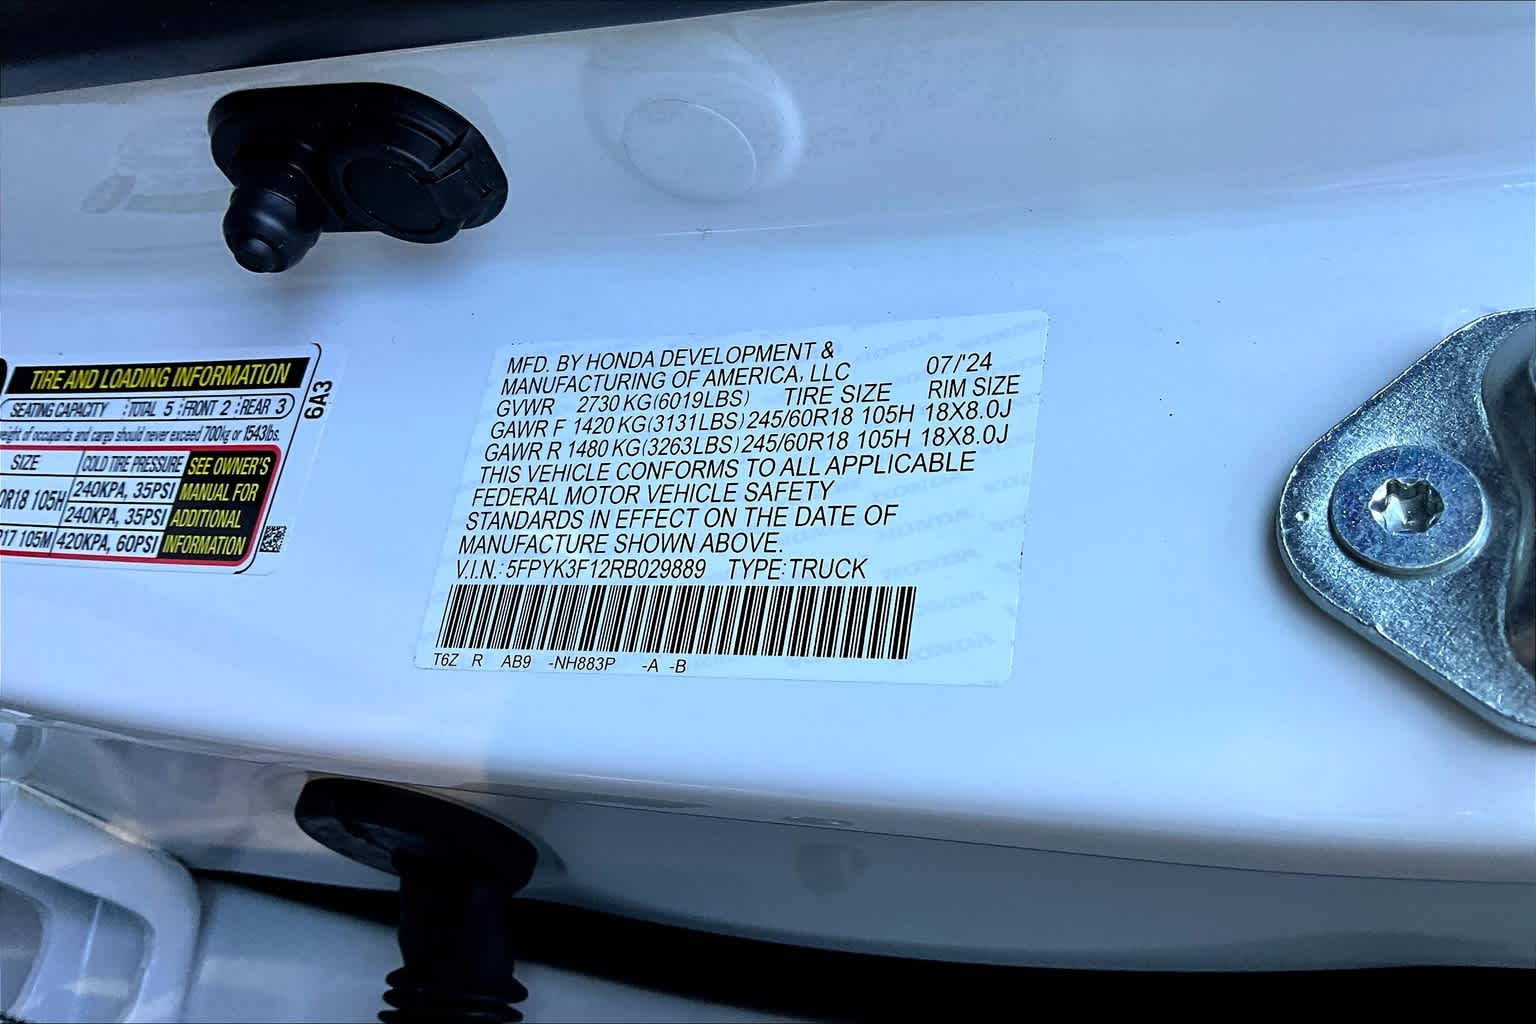 TIRE AND LOADING INFORMATION
SEATING CAPACITY : TOTAL 5 : FRONT 2 : REAR 3
weight of occupants and cargo should never exceed 700kg or 1543lbs.
SIZE COLD TIRE PRESSURE SEE OWNER'S
0R18 105H 240KPA, 35PSI MANUAL FOR
240KPA, 35PSI ADDITIONAL
R17 105M 420KPA, 60PSI INFORMATION
6A3
MFD. BY HONDA DEVELOPMENT &
MANUFACTURING OF AMERICA, LLC 07/'24
GVWR 2730 KG(6019LBS) TIRE SIZE RIM SIZE
GAWR F 1420 KG(3131LBS) 245/60R18 105H 18X8.0J
GAWR R 1480 KG(3263LBS) 245/60R18 105H 18X8.0J
THIS VEHICLE CONFORMS TO ALL APPLICABLE
FEDERAL MOTOR VEHICLE SAFETY
STANDARDS IN EFFECT ON THE DATE OF
MANUFACTURE SHOWN ABOVE.
V.I.N.: 5FPYK3F12RB029889 TYPE: TRUCK
T6Z R AB9 -NH883P -A -B